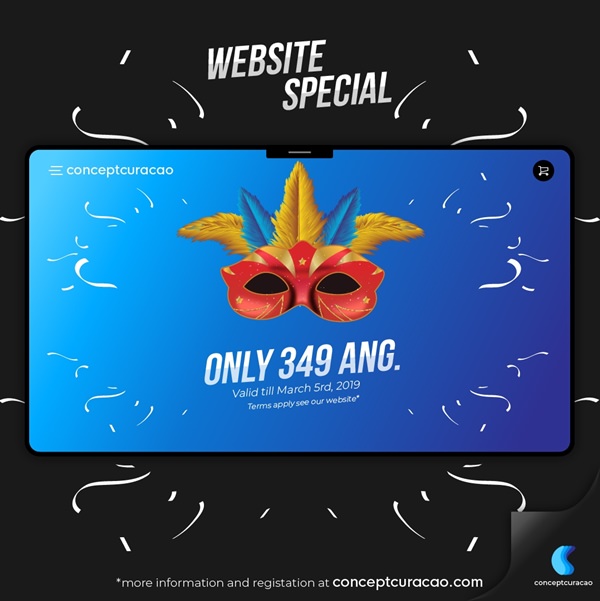 WEBSITE
SPECIAL
conceptcuracao
ONLY 349 ANG.
Valid till March 5rd, 2019
Terms apply see our website*
*more information and registation at conceptcuracao.com
conceptcuracao